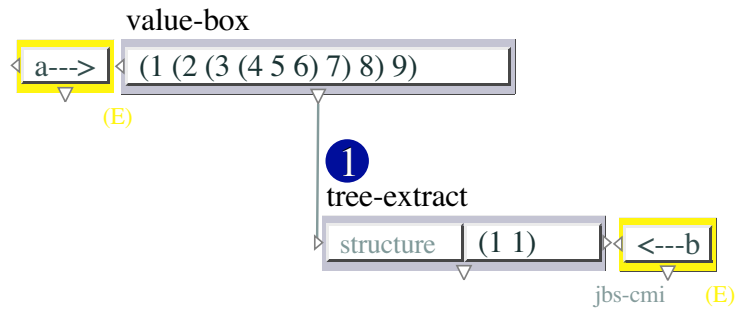 value-box
a---> (1 (2 (3 (4 5 6) 7) 8) 9)
(E)
1
tree-extract
structure (1 1) <---b
jbs-cmi (E)